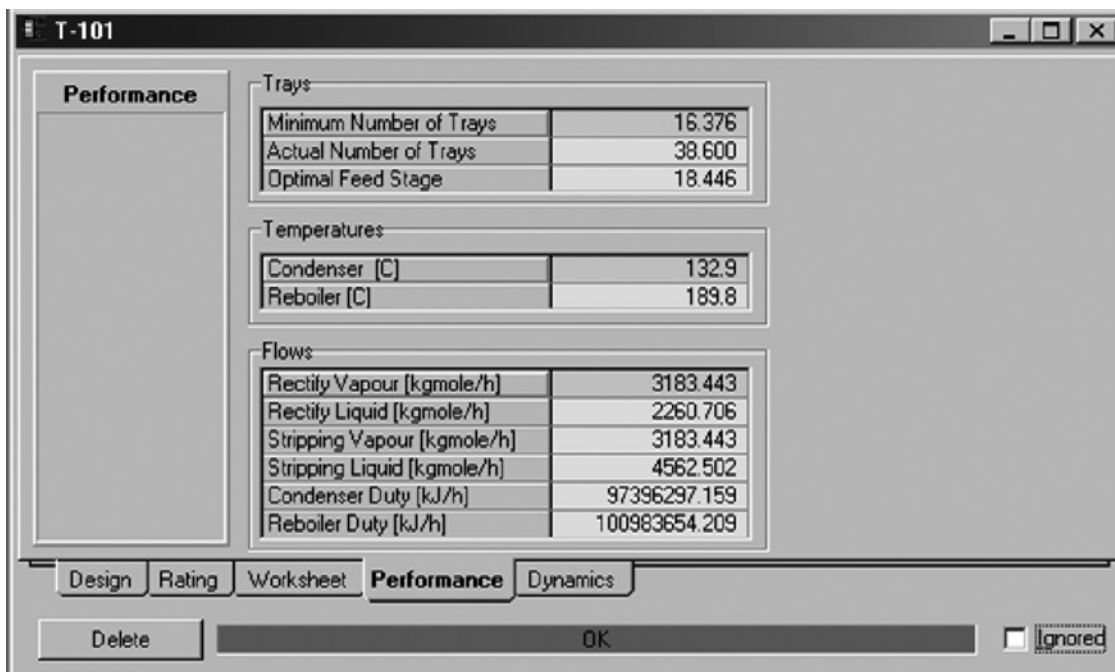 T-101
Performance
Trays
Minimum Number of Trays 16.376
Actual Number of Trays 38.600
Optimal Feed Stage 18.446
Temperatures
Condenser [C] 132.9
Reboiler [C] 189.8
Flows
Rectify Vapour [kgmole/h] 3183.443
Rectify Liquid [kgmole/h] 2260.706
Stripping Vapour [kgmole/h] 3183.443
Stripping Liquid [kgmole/h] 4562.502
Condenser Duty [kJ/h] 97396297.159
Reboiler Duty [kJ/h] 100983654.209
Design Rating Worksheet Performance Dynamics
Delete OK Ignored